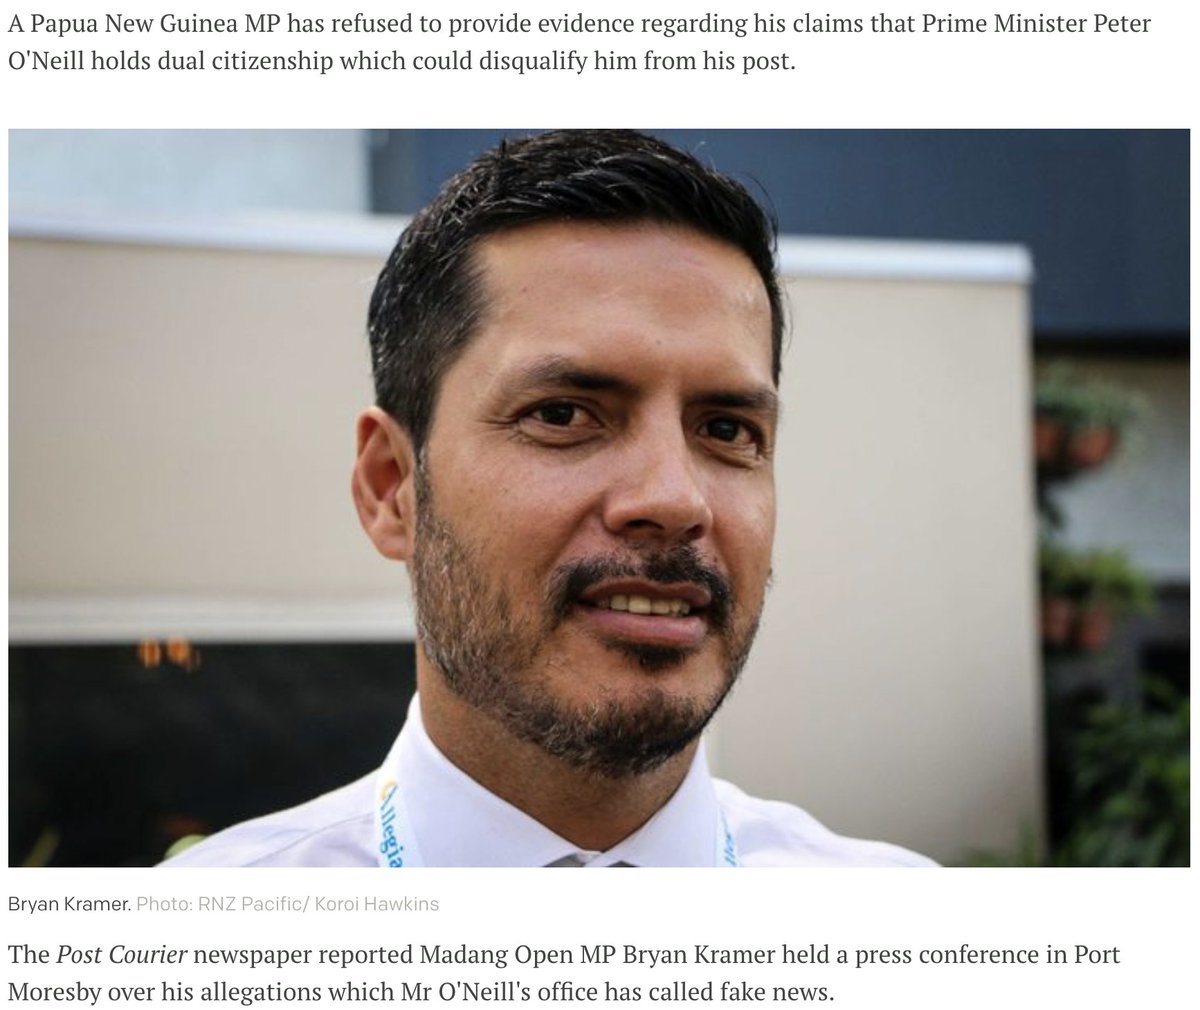 A Papua New Guinea MP has refused to provide evidence regarding his claims that Prime Minister Peter
O'Neill holds dual citizenship which could disqualify him from his post.
Allegia
Bryan Kramer. Photo: RNZ Pacific/ Koroi Hawkins
The Post Courier newspaper reported Madang Open MP Bryan Kramer held a press conference in Port
Moresby over his allegations which Mr O'Neill's office has called fake news.